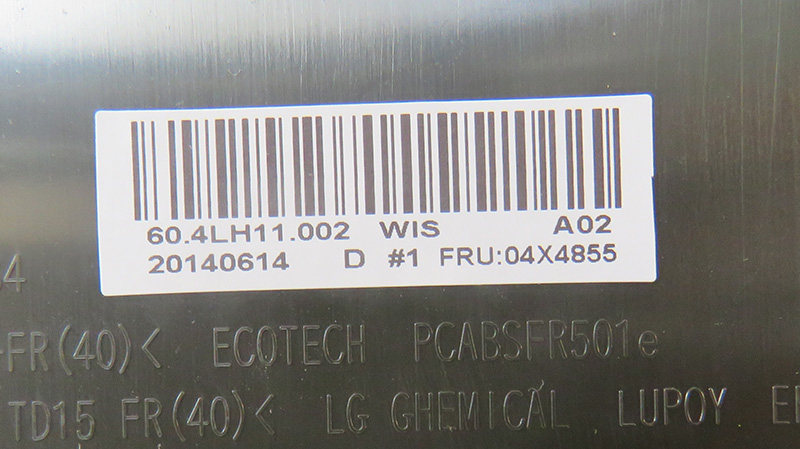 60.4LH11.002 WIS A02
20140614 D #1 FRU:04X4855
4
FR(40)< ECOTECH PCABSFR501e
TD15 FR(40)< LG GHEMICAL LUPOY